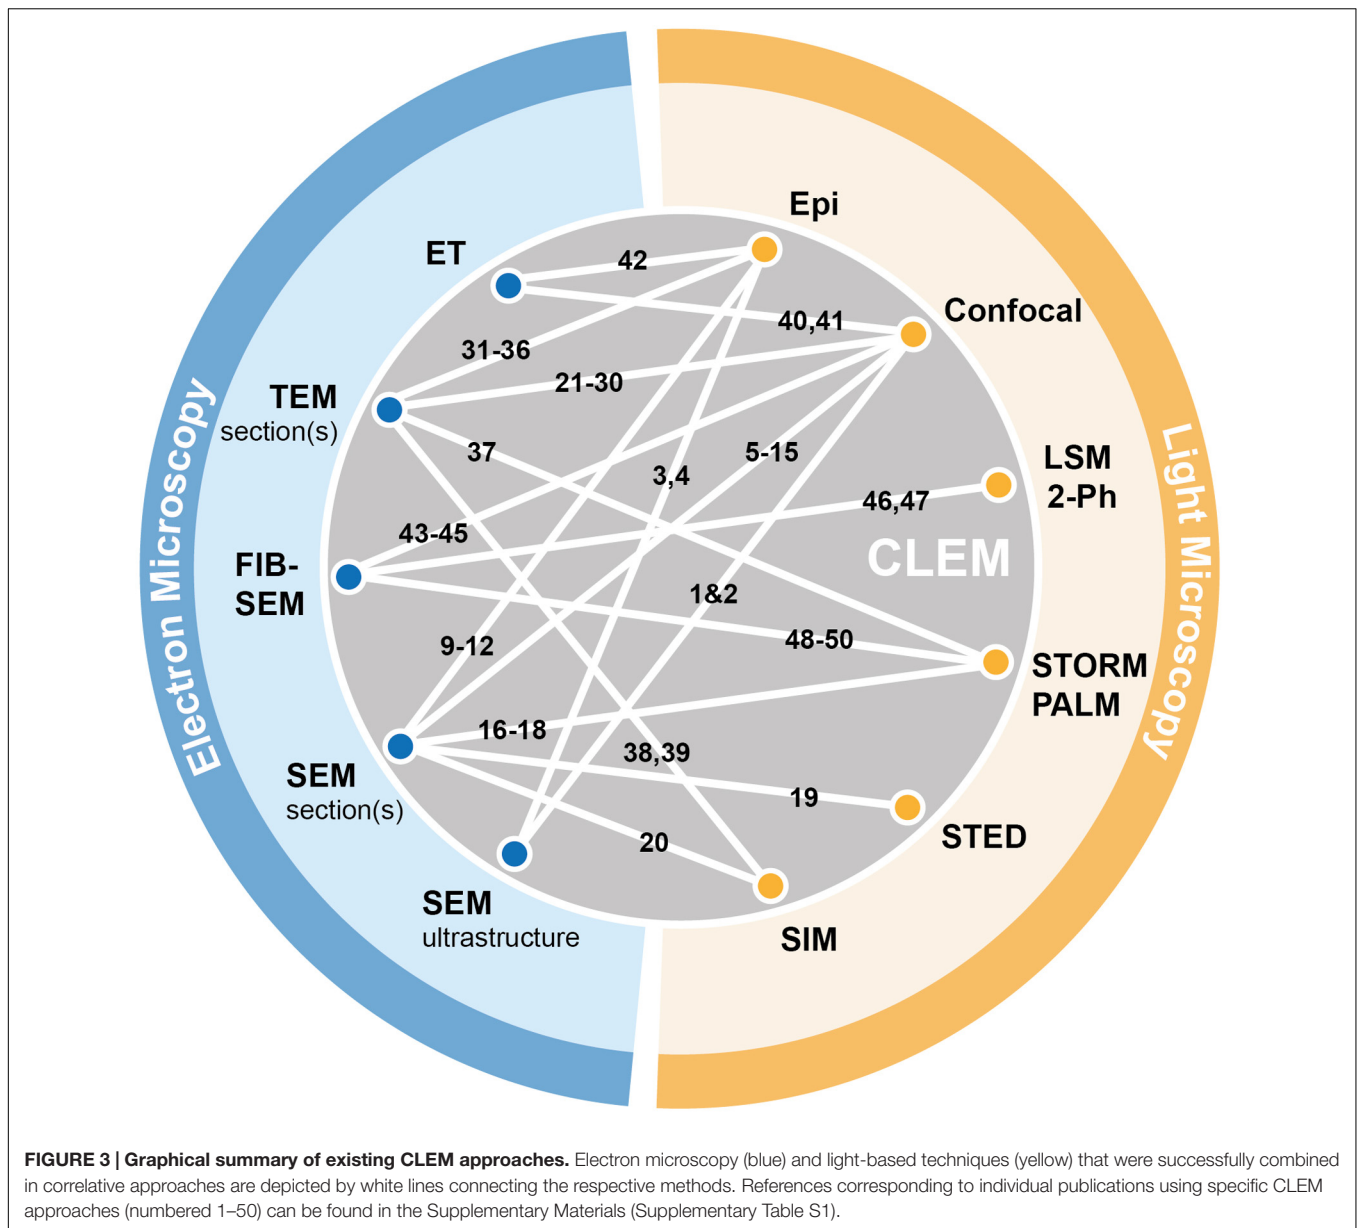 Epi
ET
42
Confocal
40,41
31-36
21-30
TEM
section(s)
37
5-15
3,4
LSM
2-Ph
46,47
43-45
CLEM
FIB-
SEM
1&2
48-50
9-12
STORM
PALM
16-18
38,39
SEM
section(s)
19
20
STED
SEM
ultrastructure
SIM
Electron Microscopy
Light Microscopy
FIGURE 3 | Graphical summary of existing CLEM approaches. Electron microscopy (blue) and light-based techniques (yellow) that were successfully combined
in correlative approaches are depicted by white lines connecting the respective methods. References corresponding to individual publications using specific CLEM
approaches (numbered 1–50) can be found in the Supplementary Materials (Supplementary Table S1).